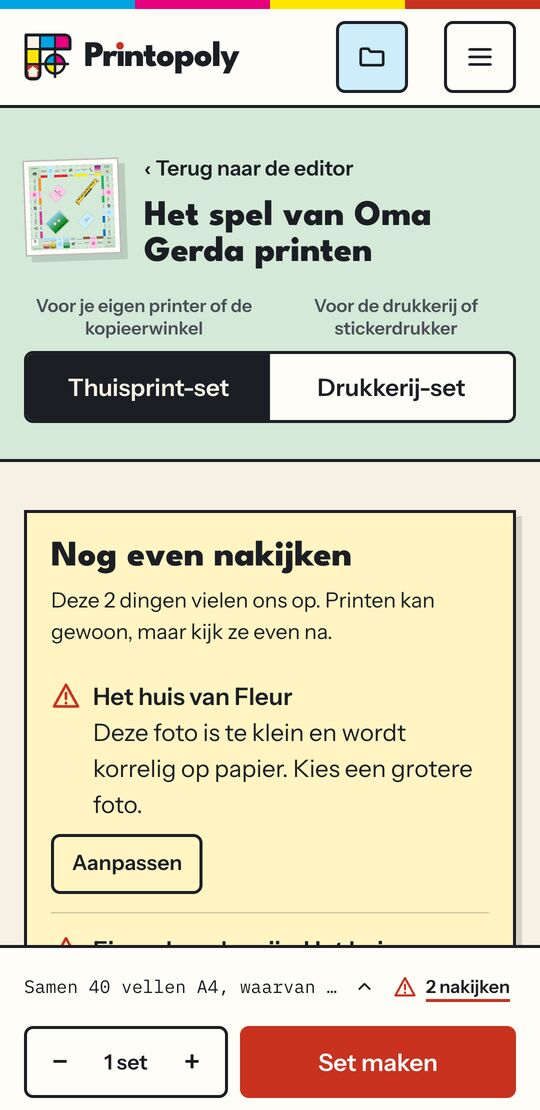 Printopoly
‹ Terug naar de editor
Het spel van Oma
Gerda printen
Voor je eigen printer of de
kopieerwinkel
Voor de drukkerij of
stickerdrukker
Thuisprint-set
Drukkerij-set
Nog even nakijken
Deze 2 dingen vielen ons op. Printen kan
gewoon, maar kijk ze even na.
Het huis van Fleur
Deze foto is te klein en wordt
korrelig op papier. Kies een grotere
foto.
Aanpassen
Samen 40 vellen A4, waarvan …
2 nakijken
− 1 set +
Set maken